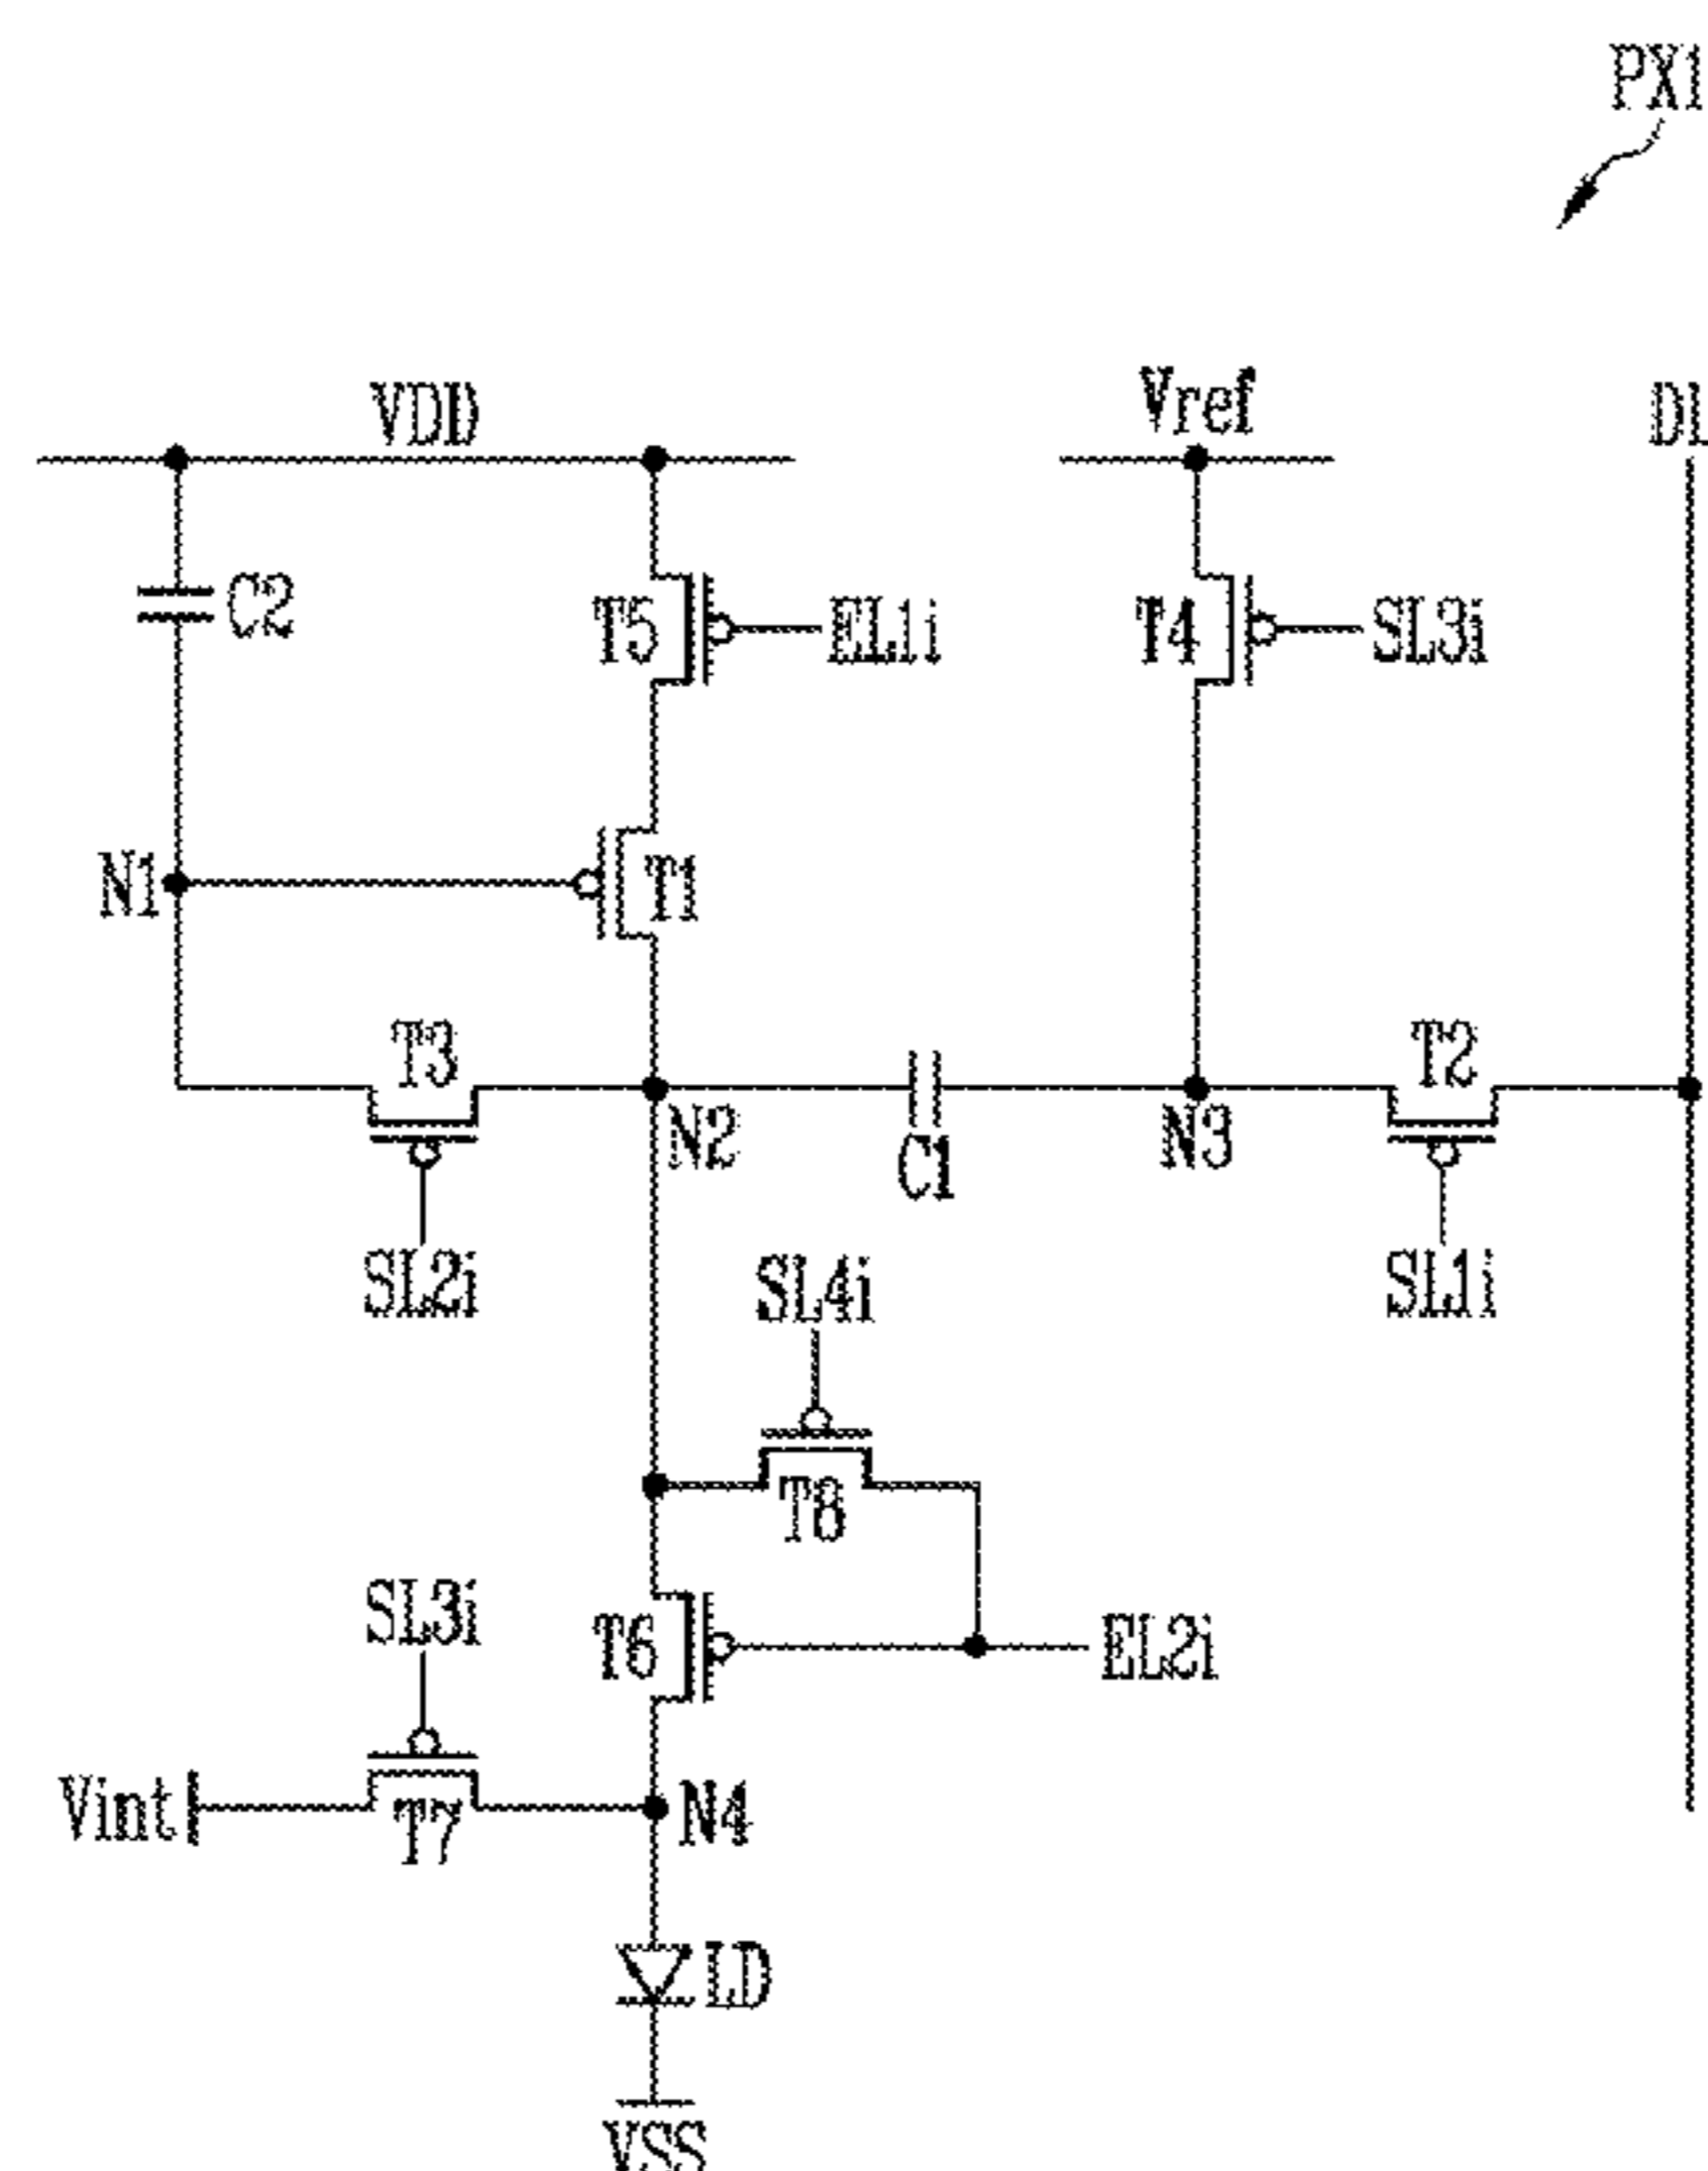 PX1
VDD
Vref
DL
C2
T5
EL1i
T4
SL3i
N1
T1
T3
T2
N2
N3
C1
SL2i
SL4i
SL1i
T8
SL3i
T6
EL2i
Vint
T7
N4
LD
VSS